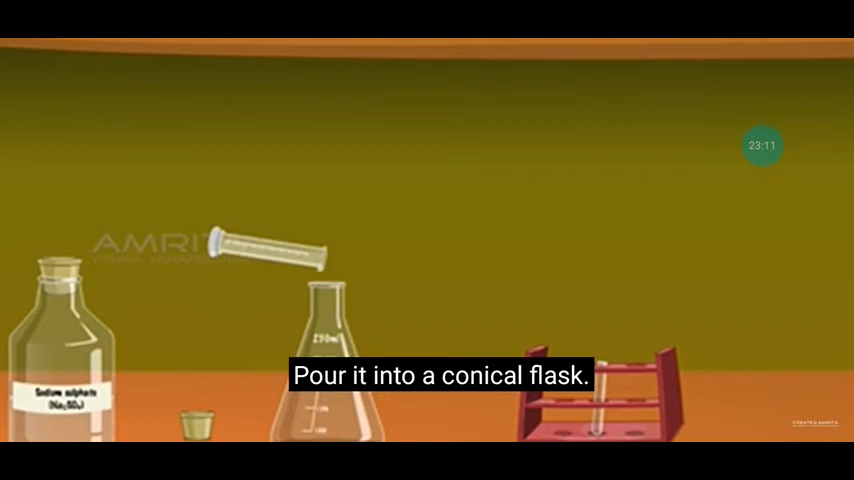 23:11
AMRIT
250ml
Sodium sulphate
(Na₂SO₄)
Pour it into a conical flask.